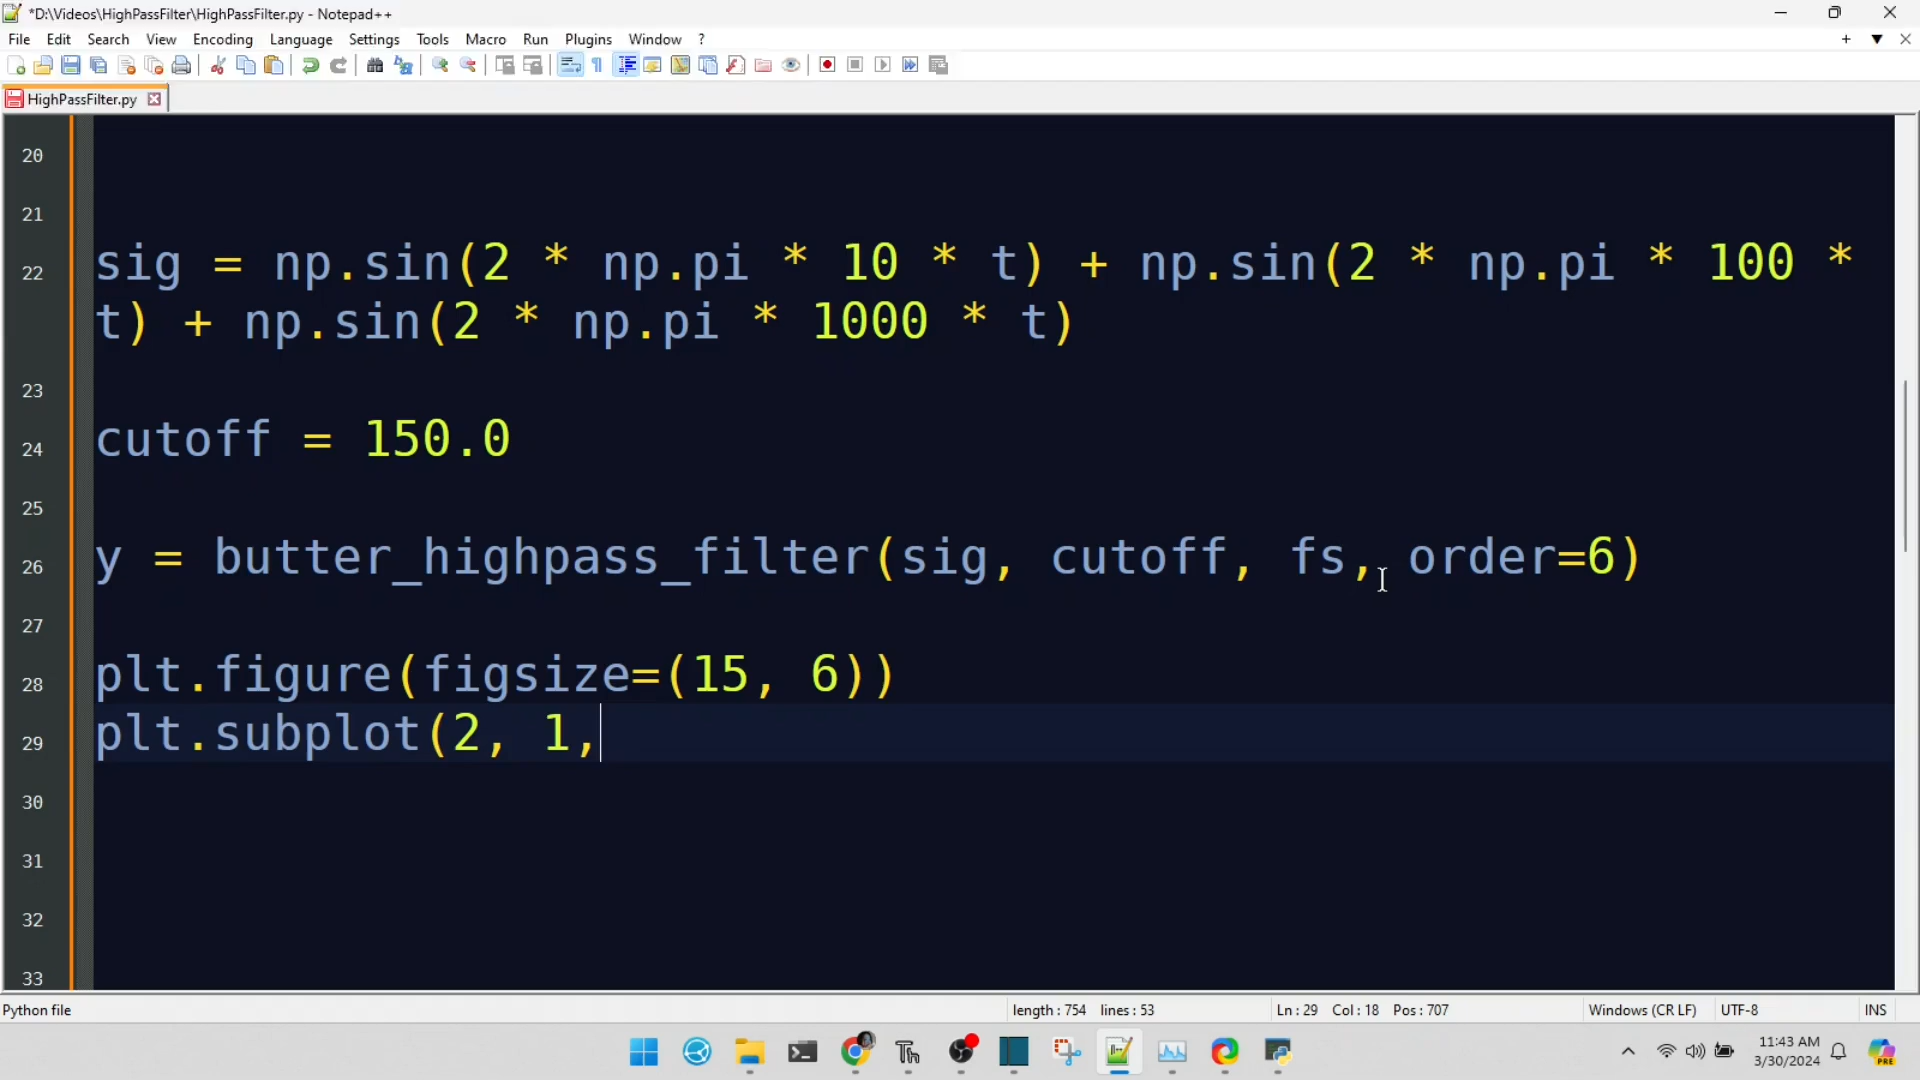 *D:\Videos\HighPassFilter\HighPassFilter.py - Notepad++
File Edit Search View Encoding Language Settings Tools Macro Run Plugins Window ?
HighPassFilter.py
20
21
22 sig = np.sin(2 * np.pi * 10 * t) + np.sin(2 * np.pi * 100 *
t) + np.sin(2 * np.pi * 1000 * t)
23
24 cutoff = 150.0
25
26 y = butter_highpass_filter(sig, cutoff, fs, order=6)
27
28 plt.figure(figsize=(15, 6))
29 plt.subplot(2, 1,
30
31
32
33
Python file length : 754 lines : 53 Ln : 29 Col : 18 Pos : 707 Windows (CR LF) UTF-8 INS
11:43 AM
3/30/2024
PRE